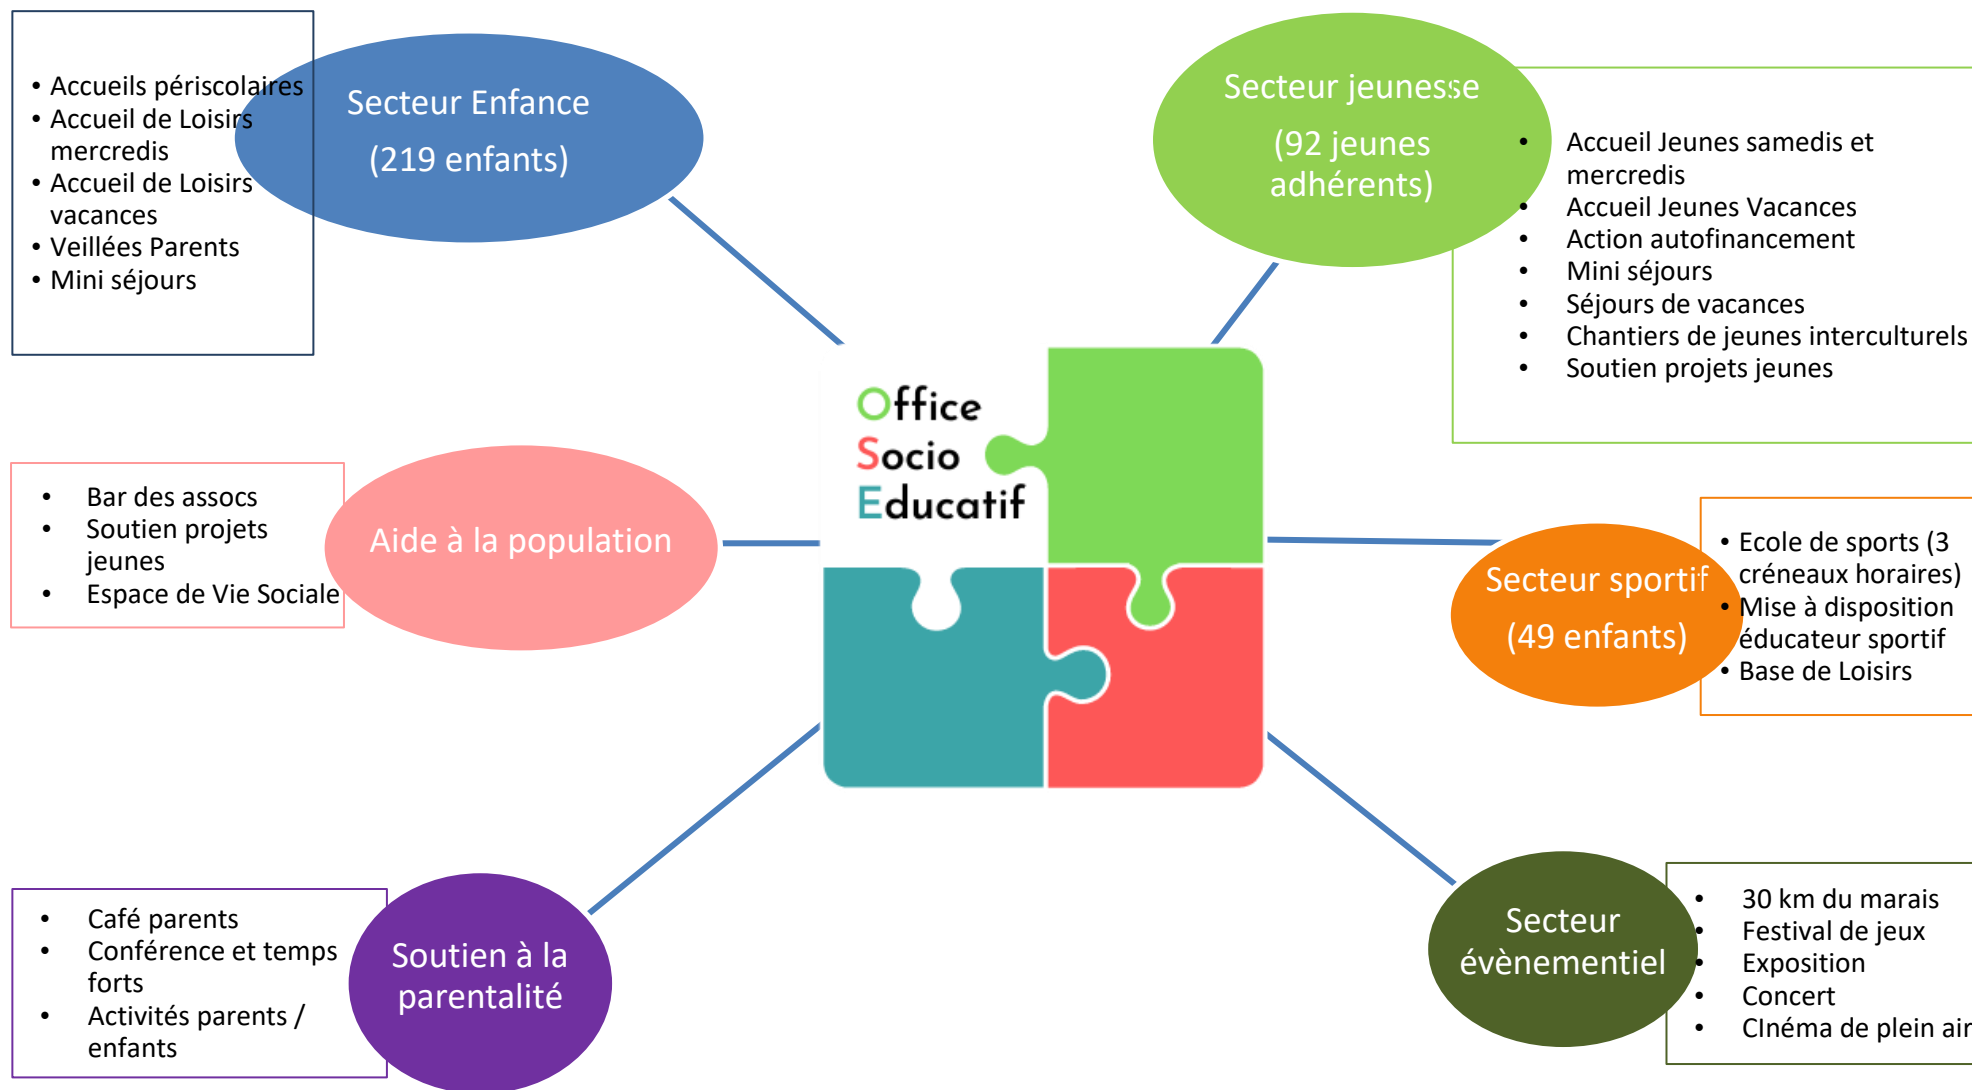 • Accueils périscolaires
• Accueil de Loisirs
mercredis
• Accueil de Loisirs
vacances
• Veillées Parents
• Mini séjours
Secteur Enfance
(219 enfants)
Secteur jeunesse
(92 jeunes
adhérents)
• Accueil Jeunes samedis et
mercredis
• Accueil Jeunes Vacances
• Action autofinancement
• Mini séjours
• Séjours de vacances
• Chantiers de jeunes interculturels
• Soutien projets jeunes
Office
Socio
Educatif
• Bar des assocs
• Soutien projets
jeunes
• Espace de Vie Sociale
Aide à la population
Secteur sportif
(49 enfants)
• Ecole de sports (3
créneaux horaires)
• Mise à disposition
éducateur sportif
• Base de Loisirs
• Café parents
• Conférence et temps
forts
• Activités parents /
enfants
Soutien à la
parentalité
Secteur
évènementiel
• 30 km du marais
• Festival de jeux
• Exposition
• Concert
• CInéma de plein air